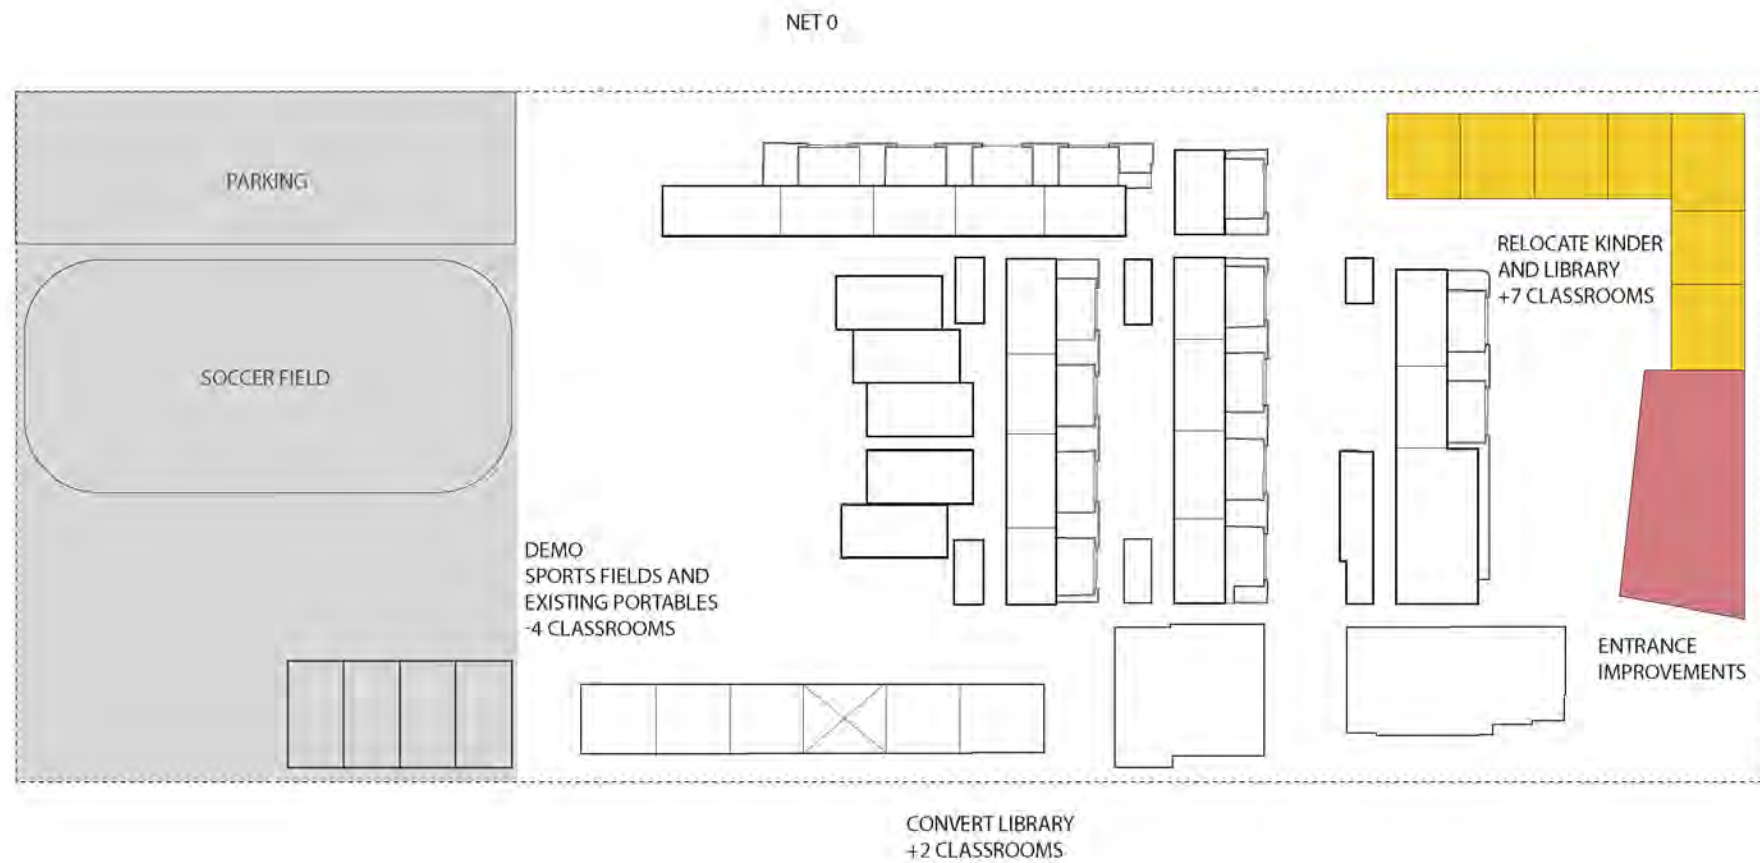 NET 0
PARKING
SOCCER FIELD
RELOCATE KINDER
AND LIBRARY
+7 CLASSROOMS
DEMO
SPORTS FIELDS AND
EXISTING PORTABLES
-4 CLASSROOMS
ENTRANCE
IMPROVEMENTS
CONVERT LIBRARY
+2 CLASSROOMS